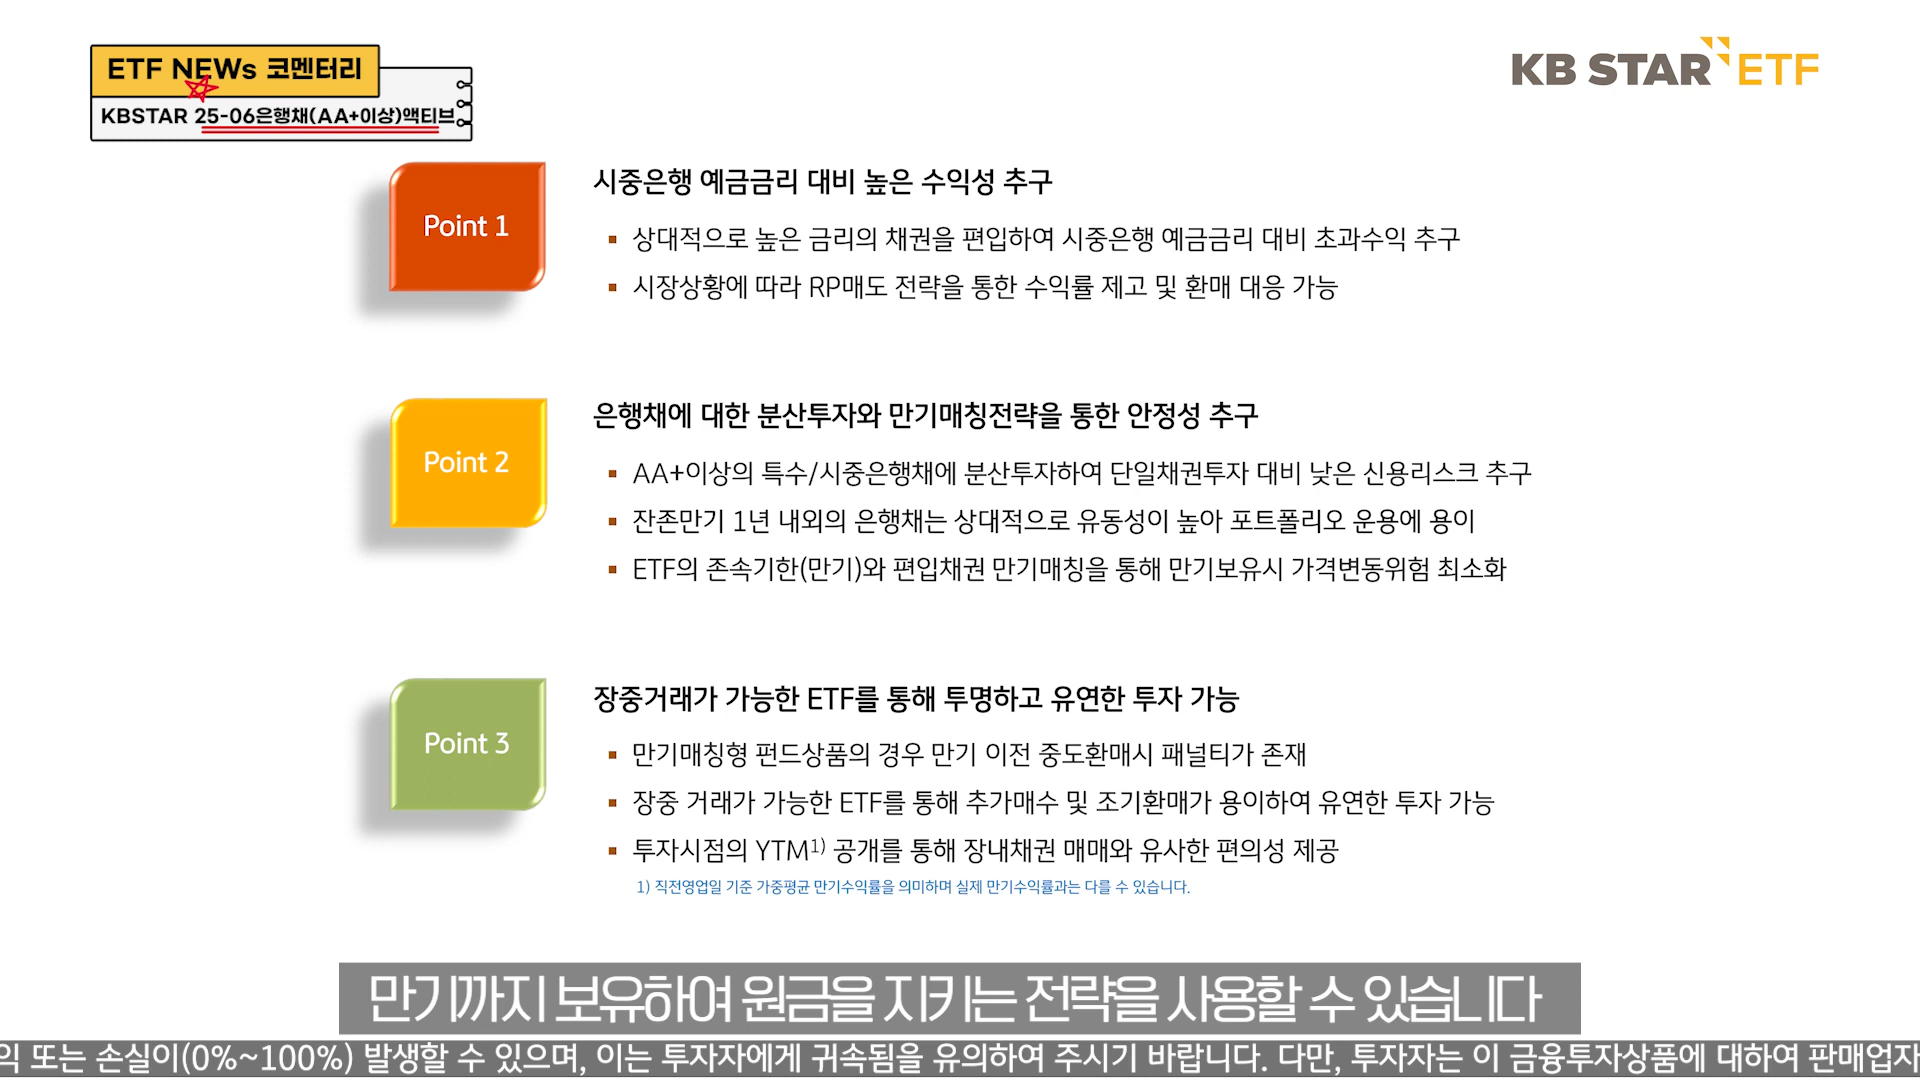 ETF NEWs 코멘터리
KBSTAR 25-06은행채(AA+이상)액티브
KB STAR ETF
Point 1
시중은행 예금금리 대비 높은 수익성 추구
상대적으로 높은 금리의 채권을 편입하여 시중은행 예금금리 대비 초과수익 추구
시장상황에 따라 RP매도 전략을 통한 수익률 제고 및 환매 대응 가능
Point 2
은행채에 대한 분산투자와 만기매칭전략을 통한 안정성 추구
AA+이상의 특수/시중은행채에 분산투자하여 단일채권투자 대비 낮은 신용리스크 추구
잔존만기 1년 내외의 은행채는 상대적으로 유동성이 높아 포트폴리오 운용에 용이
ETF의 존속기한(만기)와 편입채권 만기매칭을 통해 만기보유시 가격변동위험 최소화
Point 3
장중거래가 가능한 ETF를 통해 투명하고 유연한 투자 가능
만기매칭형 펀드상품의 경우 만기 이전 중도환매시 패널티가 존재
장중 거래가 가능한 ETF를 통해 추가매수 및 조기환매가 용이하여 유연한 투자 가능
투자시점의 YTM1) 공개를 통해 장내채권 매매와 유사한 편의성 제공
1) 직전영업일 기준 가중평균 만기수익률을 의미하며 실제 만기수익률과는 다를 수 있습니다.
만기까지 보유하여 원금을 지키는 전략을 사용할 수 있습니다
익 또는 손실이(0%~100%) 발생할 수 있으며, 이는 투자자에게 귀속됨을 유의하여 주시기 바랍니다. 다만, 투자자는 이 금융투자상품에 대하여 판매업자